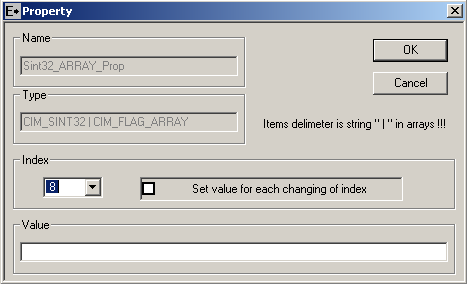 Property
Name
Sint32_ARRAY_Prop
OK
Cancel
Type
CIM_SINT32 | CIM_FLAG_ARRAY
Items delimeter is string " | " in arrays !!!
Index
8
Set value for each changing of index
Value